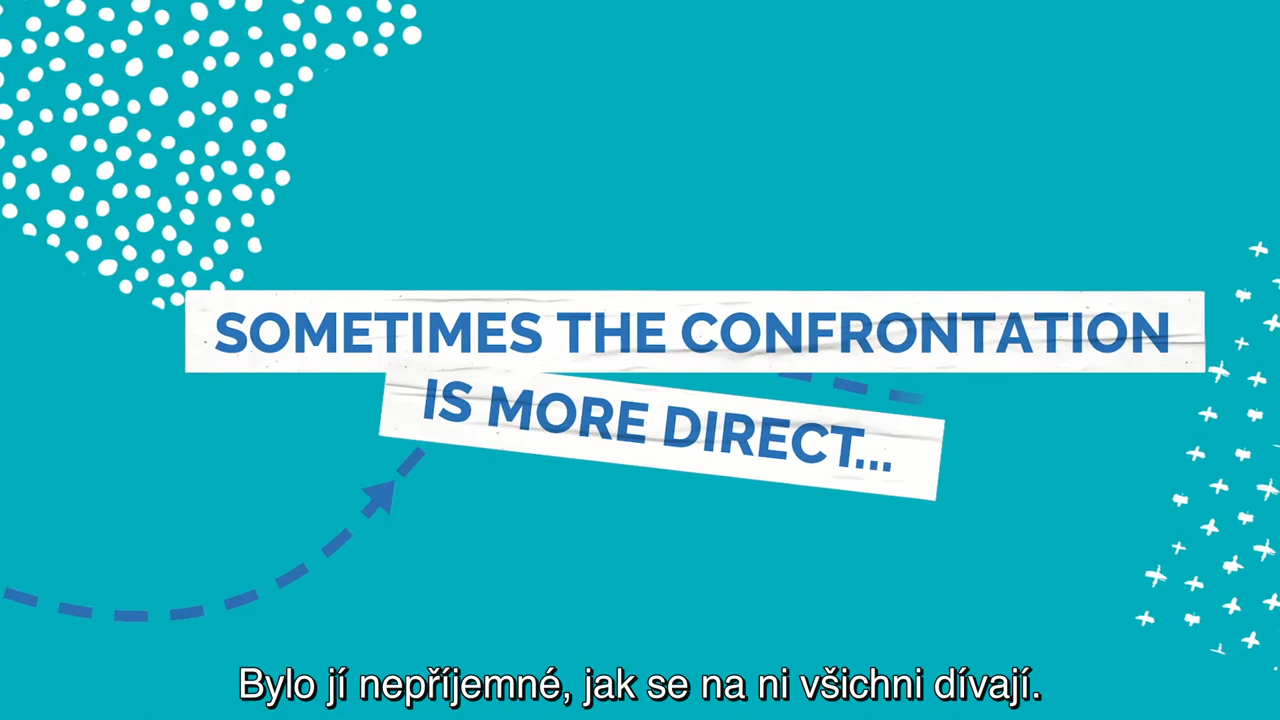 SOMETIMES THE CONFRONTATION
IS MORE DIRECT...
Bylo jí nepříjemné, jak se na ni všichni dívají.